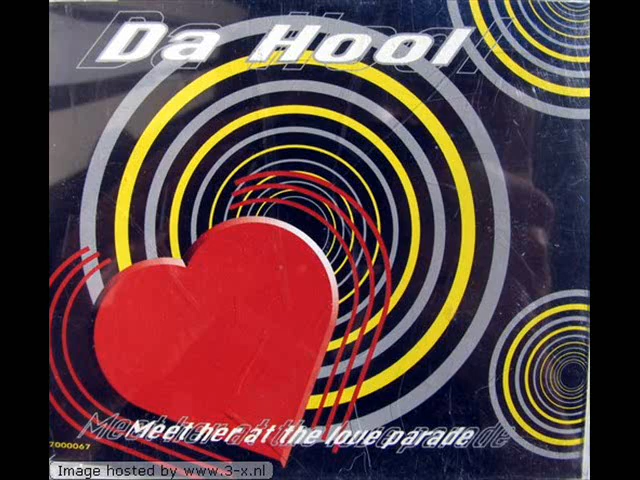 Da Hool
Meet her at the love parade
7000067
Image hosted by www.3-x.nl